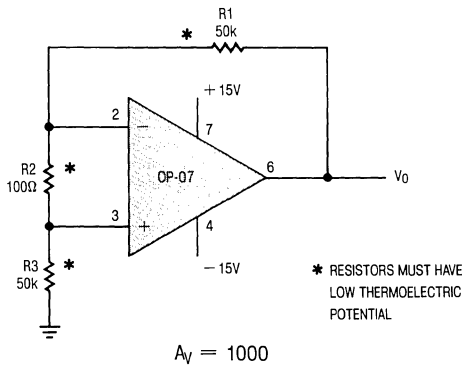 R1
50k
*
+15V
2
−
7
R2
100Ω
*
OP-07
6
V₀
3
+
4
R3
50k
*
−15V
* RESISTORS MUST HAVE
LOW THERMOELECTRIC
POTENTIAL
Aᵥ = 1000